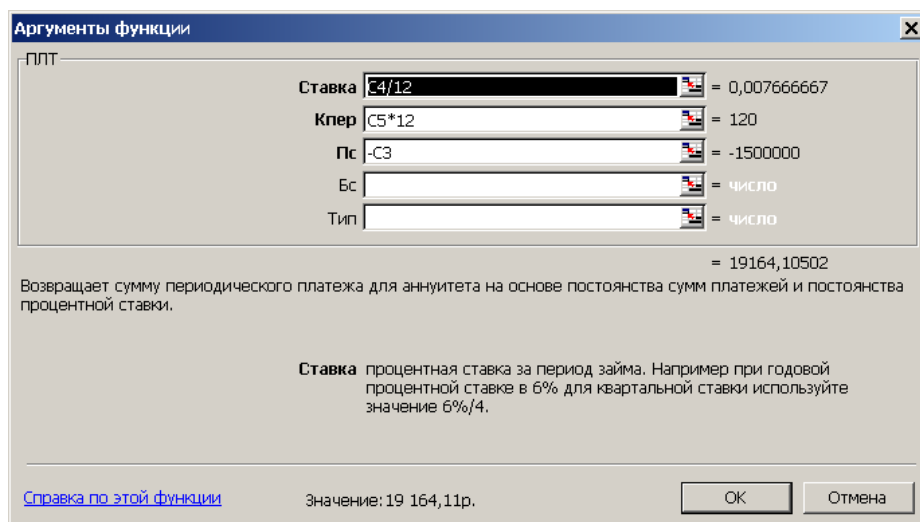 Аргументы функции
ПЛТ
Ставка C4/12 = 0,007666667
Кпер C5*12 = 120
Пс -C3 = -1500000
Бс = число
Тип = число
= 19164,10502
Возвращает сумму периодического платежа для аннуитета на основе постоянства сумм платежей и постоянства
процентной ставки.
Ставка процентная ставка за период займа. Например при годовой
процентной ставке в 6% для квартальной ставки используйте
значение 6%/4.
Справка по этой функции Значение:19 164,11р. ОК Отмена